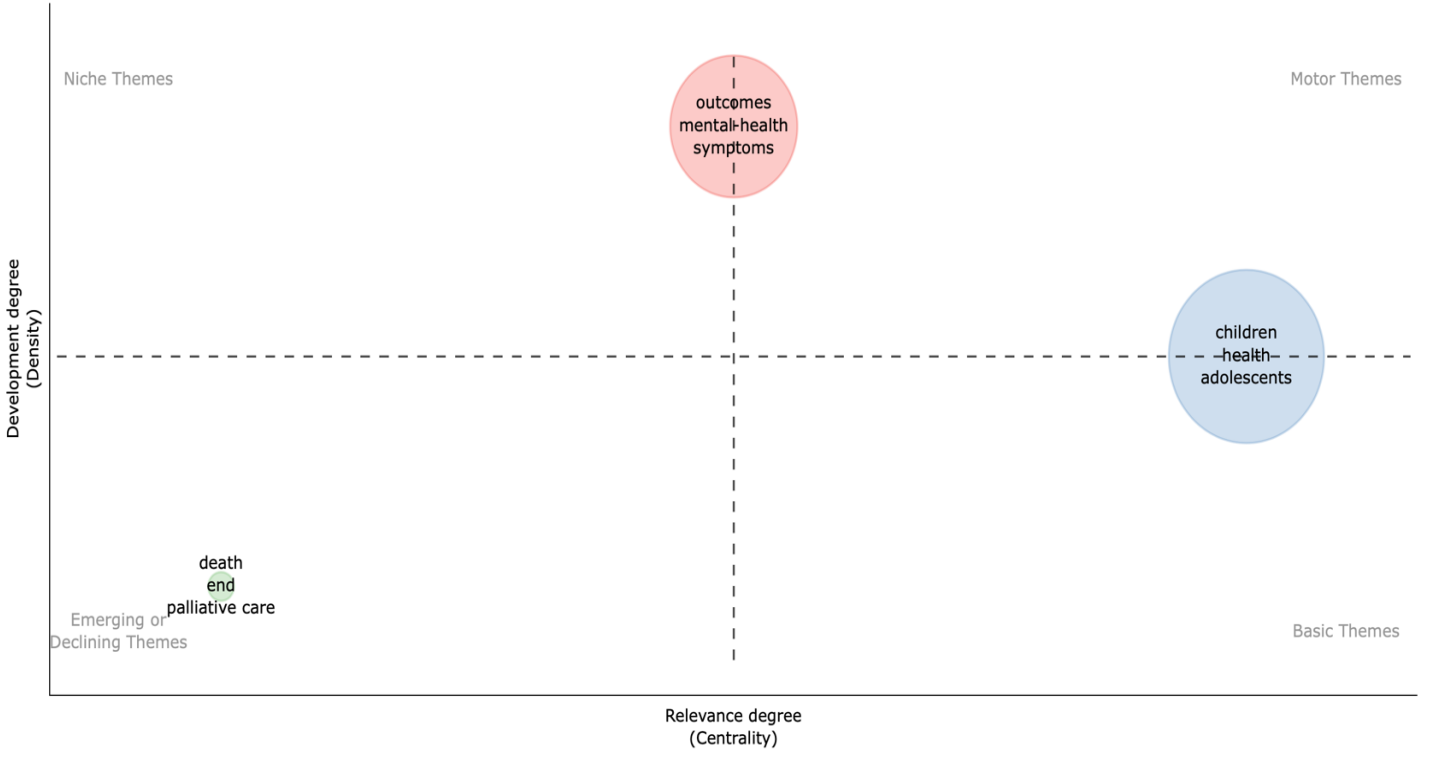 Niche Themes
Motor Themes
outcomes
mental-health
symptoms
children
health
adolescents
Development degree
(Density)
death
end
palliative care
Emerging or
Declining Themes
Basic Themes
Relevance degree
(Centrality)